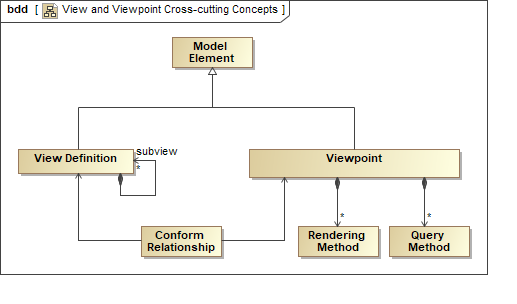 bdd [ View and Viewpoint Cross-cutting Concepts ]
Model
Element
View Definition
subview
*
Viewpoint
Conform
Relationship
*
*
Rendering
Method
Query
Method